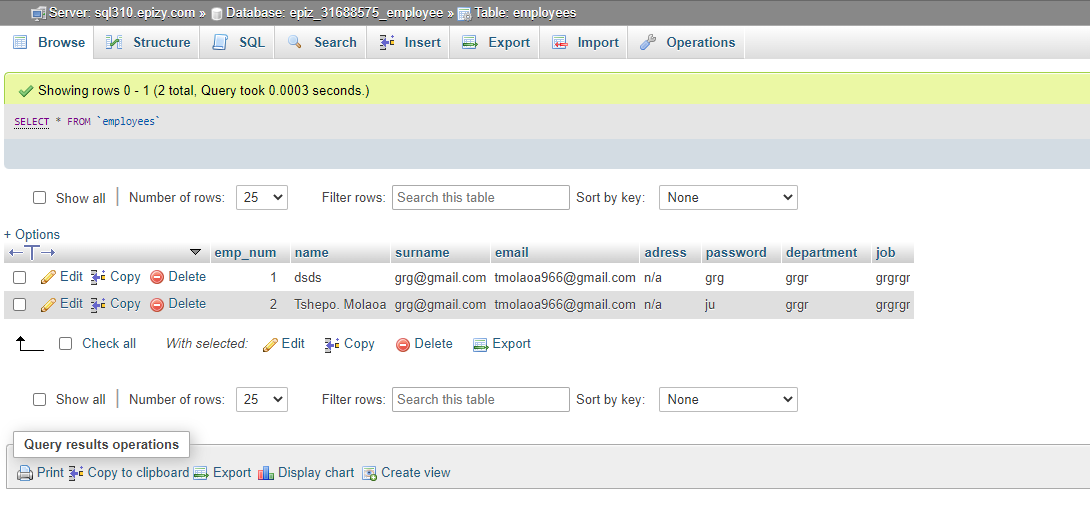 Server: sql310.epizy.com » Database: epiz_31688575_employee » Table: employees
Browse Structure SQL Search Insert Export Import Operations
Showing rows 0 - 1 (2 total, Query took 0.0003 seconds.)
SELECT * FROM `employees`
Show all Number of rows: 25 Filter rows: Search this table Sort by key: None
+ Options
emp_num name surname email adress password department job
Edit Copy Delete 1 dsds grg@gmail.com tmolaoa966@gmail.com n/a grg grgr grgrgr
Edit Copy Delete 2 Tshepo. Molaoa grg@gmail.com tmolaoa966@gmail.com n/a ju grgr grgrgr
Check all With selected: Edit Copy Delete Export
Show all Number of rows: 25 Filter rows: Search this table Sort by key: None
Query results operations
Print Copy to clipboard Export Display chart Create view